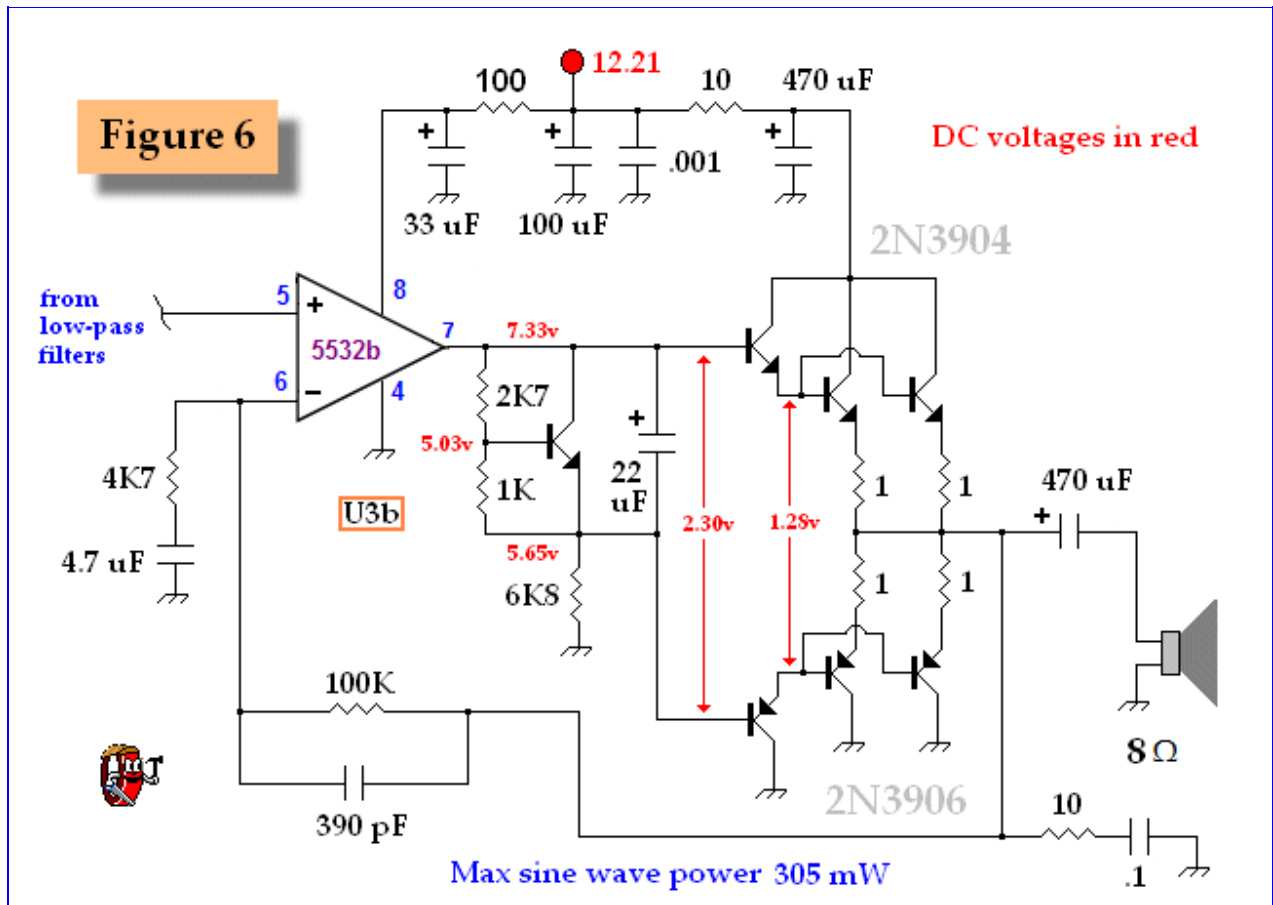 Figure 6
12.21
100
10
470 uF
DC voltages in red
+
+
+
.001
33 uF
100 uF
2N3904
from
low-pass
filters
5
+
8
5532b
7
7.33v
6
−
4
2K7
5.03v
+
4K7
1K
22
uF
U3b
2.30v
1.28v
1
1
470 uF
+
4.7 uF
5.65v
6K8
1
1
100K
390 pF
8 Ω
2N3906
10
.1
Max sine wave power 305 mW